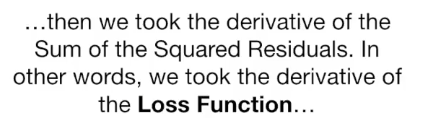 …then we took the derivative of the
Sum of the Squared Residuals. In
other words, we took the derivative of
the Loss Function…